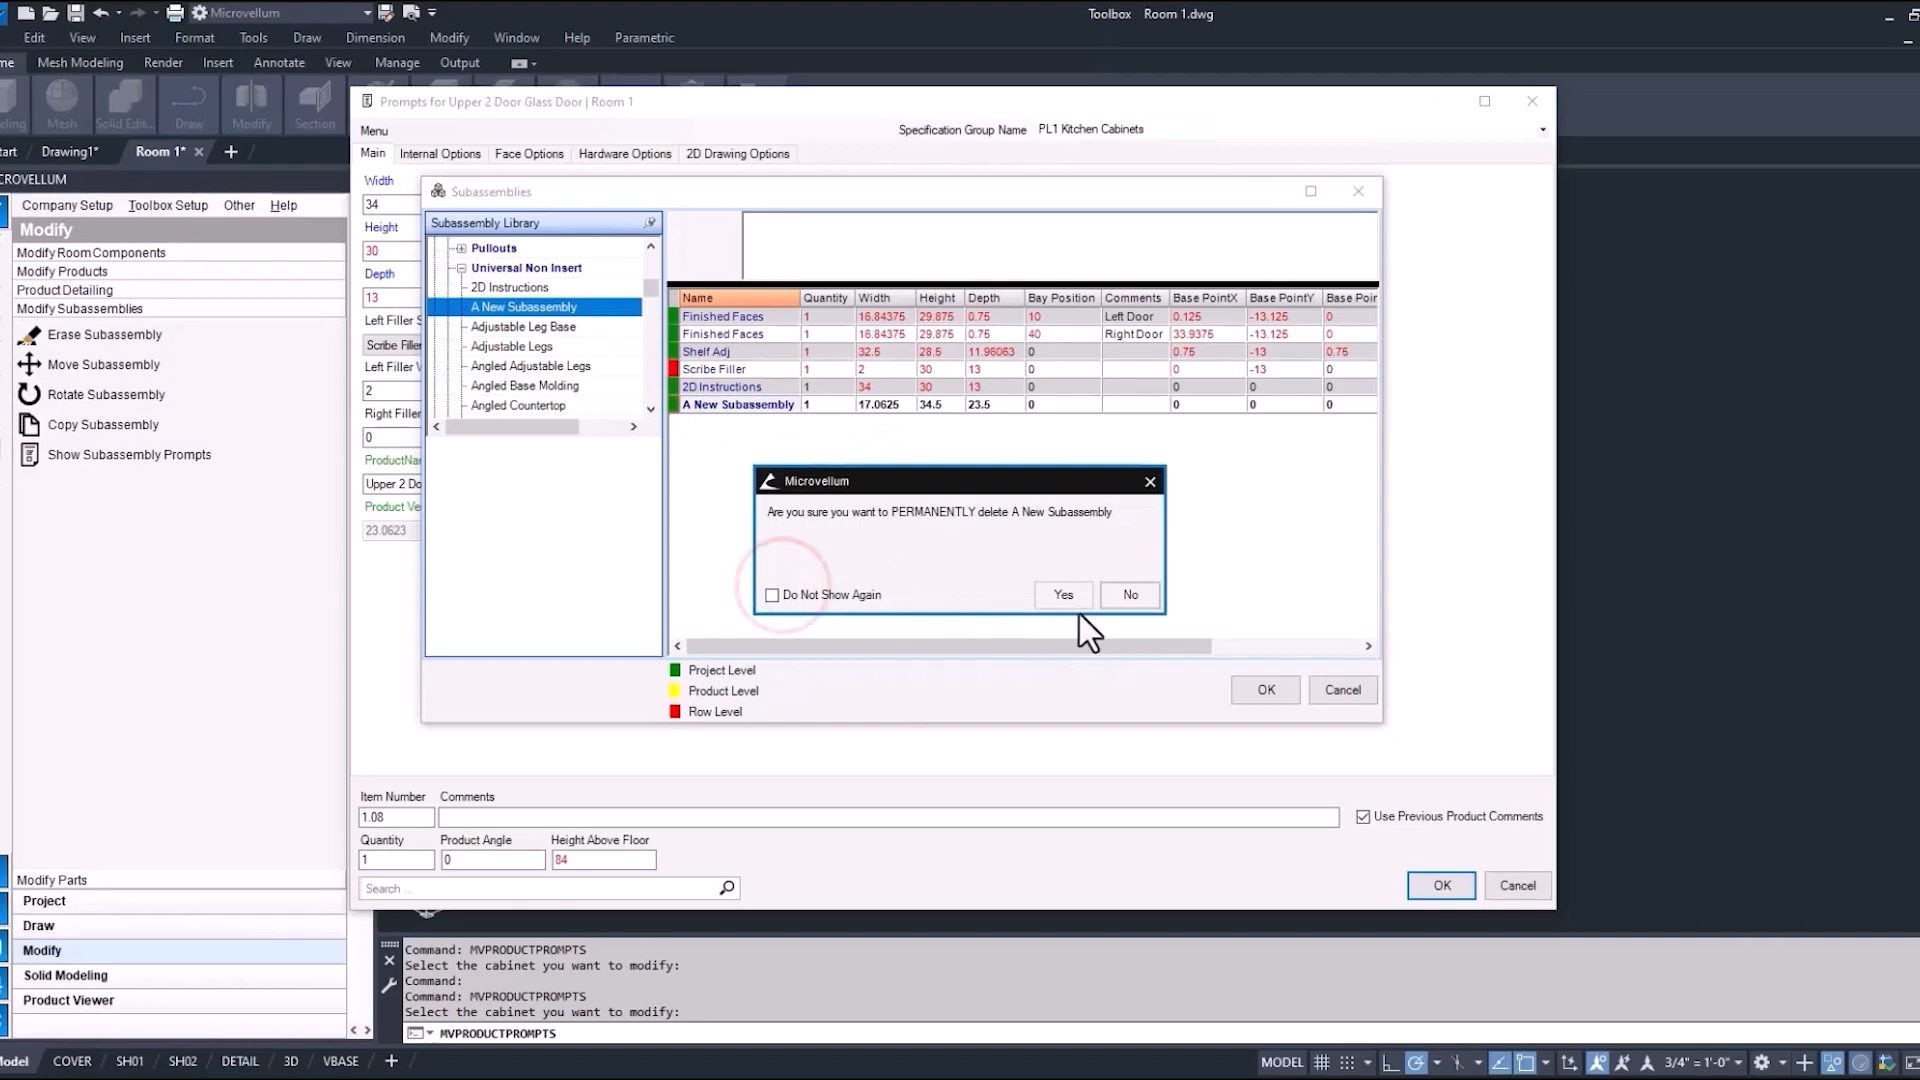 Microvellum
Toolbox Room 1.dwg
Edit View Insert Format Tools Draw Dimension Modify Window Help Parametric
me Mesh Modeling Render Insert Annotate View Manage Output
eling Mesh Solid Edit... Draw Modify Section
tart Drawing1* Room 1*
CROVELLUM
Company Setup Toolbox Setup Other Help
Modify
Modify Room Components
Modify Products
Product Detailing
Modify Subassemblies
Erase Subassembly
Move Subassembly
Rotate Subassembly
Copy Subassembly
Show Subassembly Prompts
Modify Parts
Project
Draw
Modify
Solid Modeling
Product Viewer
Prompts for Upper 2 Door Glass Door | Room 1
Menu
Specification Group Name PL1 Kitchen Cabinets
Main Internal Options Face Options Hardware Options 2D Drawing Options
Width
34
Height
30
Depth
13
Left Filler S
Scribe Filler
Left Filler W
2
Right Filler
0
ProductNam
Upper 2 Do
Product Ve
23.0623
Subassemblies
Subassembly Library
Pullouts
Universal Non Insert
2D Instructions
A New Subassembly
Adjustable Leg Base
Adjustable Legs
Angled Adjustable Legs
Angled Base Molding
Angled Countertop
Name Quantity Width Height Depth Bay Position Comments Base PointX Base PointY Base Poin
Finished Faces 1 16.84375 29.875 0.75 10 Left Door 0.125 -13.125 0
Finished Faces 1 16.84375 29.875 0.75 40 Right Door 33.9375 -13.125 0
Shelf Adj 1 32.5 28.5 11.96063 0 0.75 -13 0.75
Scribe Filler 1 2 30 13 0 0 -13 0
2D Instructions 1 34 30 13 0 0 0 0
A New Subassembly 1 17.0625 34.5 23.5 0 0 0 0
Microvellum
Are you sure you want to PERMANENTLY delete A New Subassembly
Do Not Show Again Yes No
Project Level
Product Level
Row Level
OK Cancel
Item Number Comments
1.08
Use Previous Product Comments
Quantity Product Angle Height Above Floor
1 0 84
Search ...
OK Cancel
Command: MVPRODUCTPROMPTS
Select the cabinet you want to modify:
Command:
Command: MVPRODUCTPROMPTS
Select the cabinet you want to modify:
MVPRODUCTPROMPTS
Model COVER SH01 SH02 DETAIL 3D VBASE
MODEL 3/4" = 1'-0"